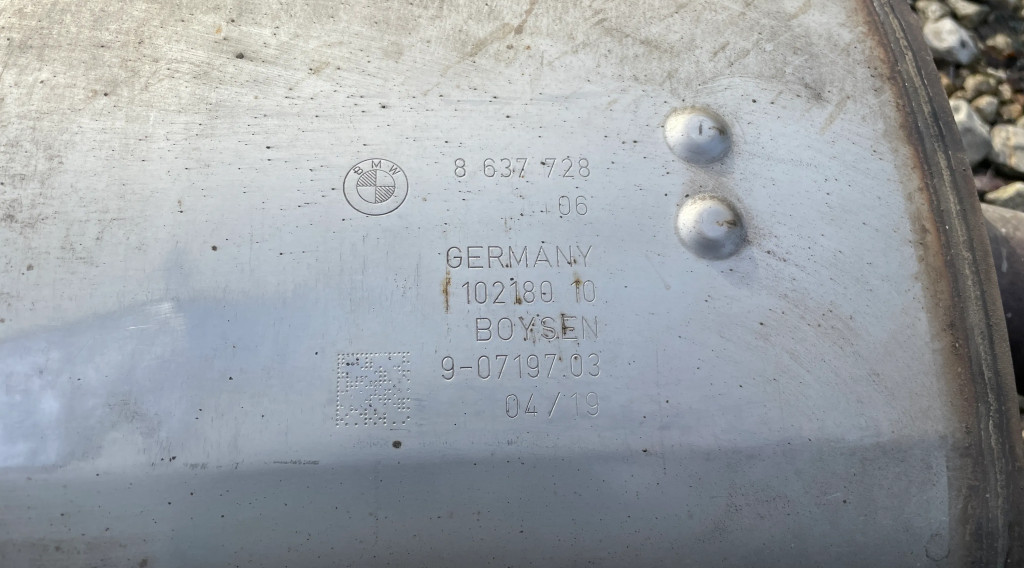 BMW
8 637 728
06
GERMANY
102180 10
BOYSEN
9-07197.03
04/19